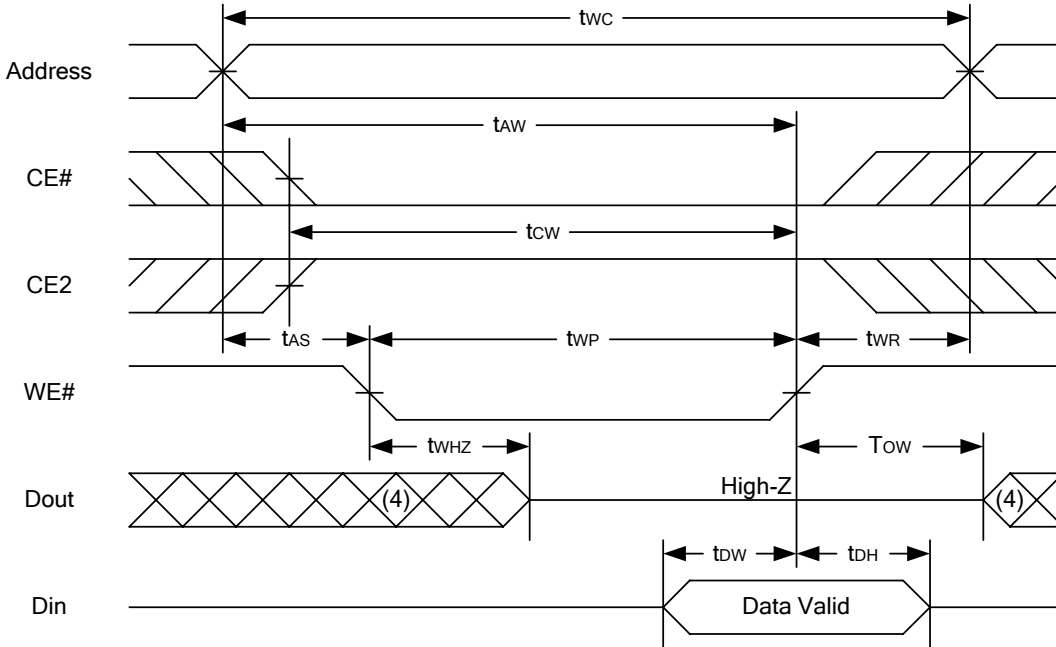 tWC
Address
tAW
CE#
tCW
CE2
tAS tWP tWR
WE#
tWHZ TOW
Dout (4) High-Z (4)
tDW tDH
Din Data Valid